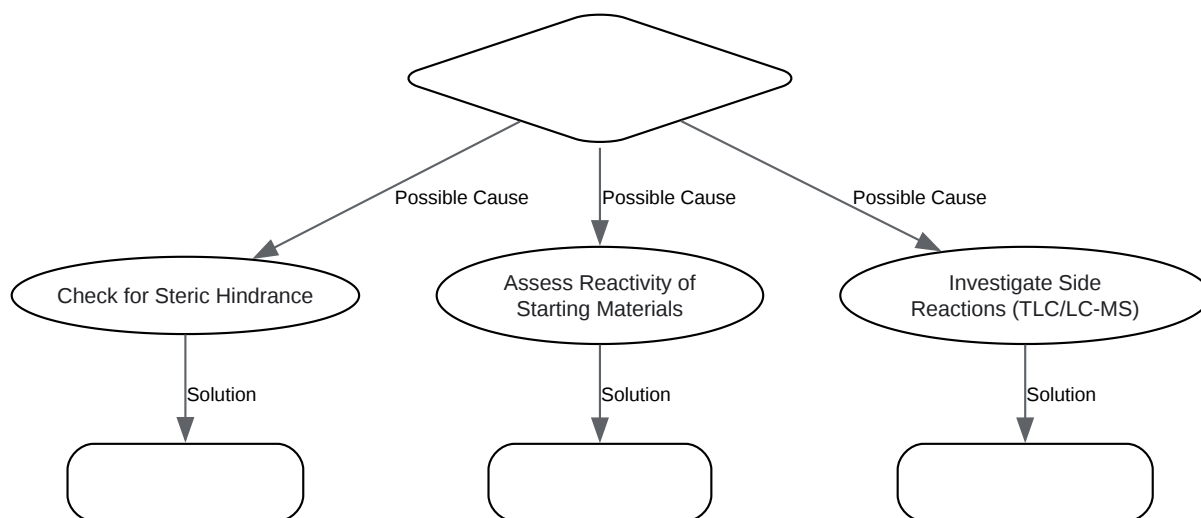 Possible Cause
Possible Cause
Possible Cause
Check for Steric Hindrance
Assess Reactivity of
Starting Materials
Investigate Side
Reactions (TLC/LC-MS)
Solution
Solution
Solution